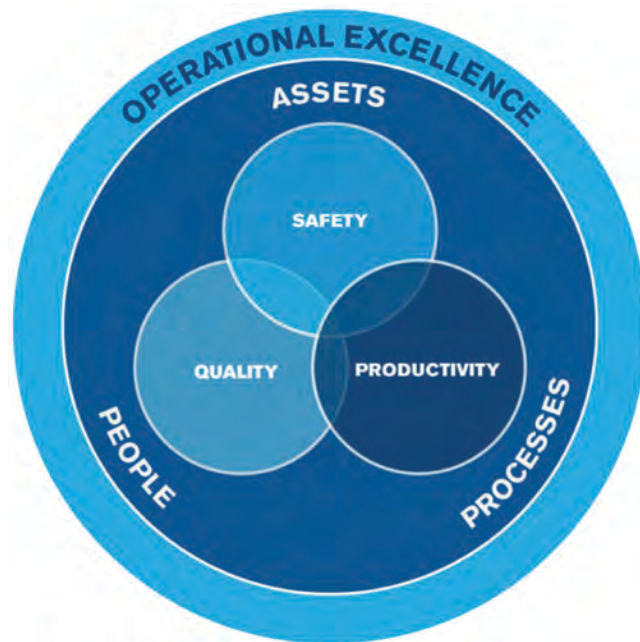 OPERATIONAL EXCELLENCE
ASSETS
SAFETY
QUALITY
PRODUCTIVITY
PEOPLE
PROCESSES